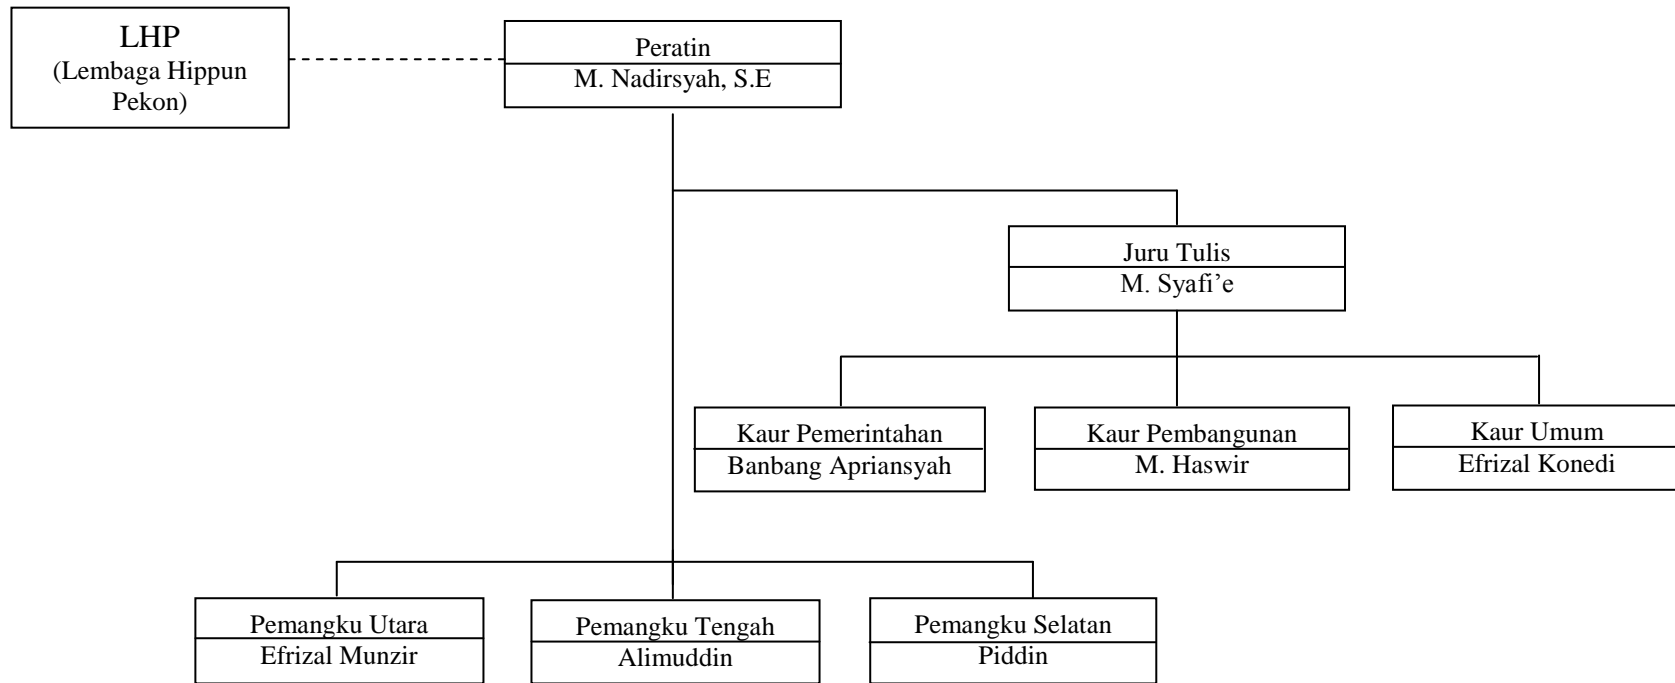 LHP
(Lembaga Hippun
Pekon)
Peratin
M. Nadirsyah, S.E
Juru Tulis
M. Syafi’e
Kaur Pemerintahan
Banbang Apriansyah
Kaur Pembangunan
M. Haswir
Kaur Umum
Efrizal Konedi
Pemangku Utara
Efrizal Munzir
Pemangku Tengah
Alimuddin
Pemangku Selatan
Piddin